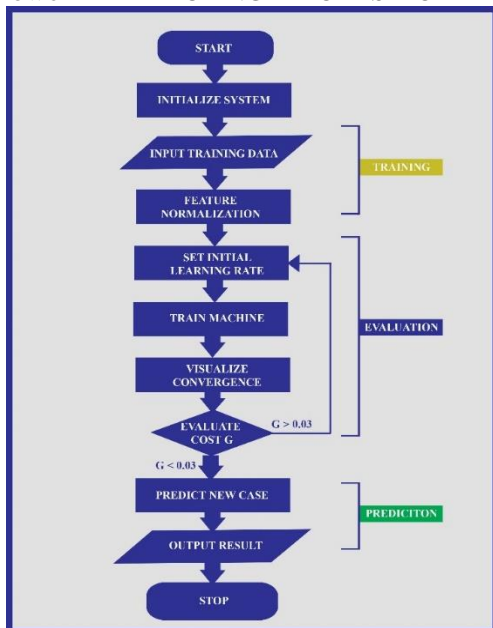 START
INITIALIZE SYSTEM
INPUT TRAINING DATA
TRAINING
FEATURE
NORMALIZATION
SET INITIAL
LEARNING RATE
TRAIN MACHINE
EVALUATION
VISUALIZE
CONVERGENCE
EVALUATE
COST G
G > 0.03
G < 0.03
PREDICT NEW CASE
PREDICITON
OUTPUT RESULT
STOP